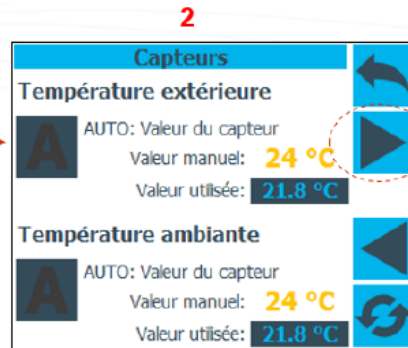 2
Capteurs
Température extérieure
A
AUTO: Valeur du capteur
Valeur manuel: 24 °C
Valeur utilisée: 21.8 °C
Température ambiante
A
AUTO: Valeur du capteur
Valeur manuel: 24 °C
Valeur utilisée: 21.8 °C